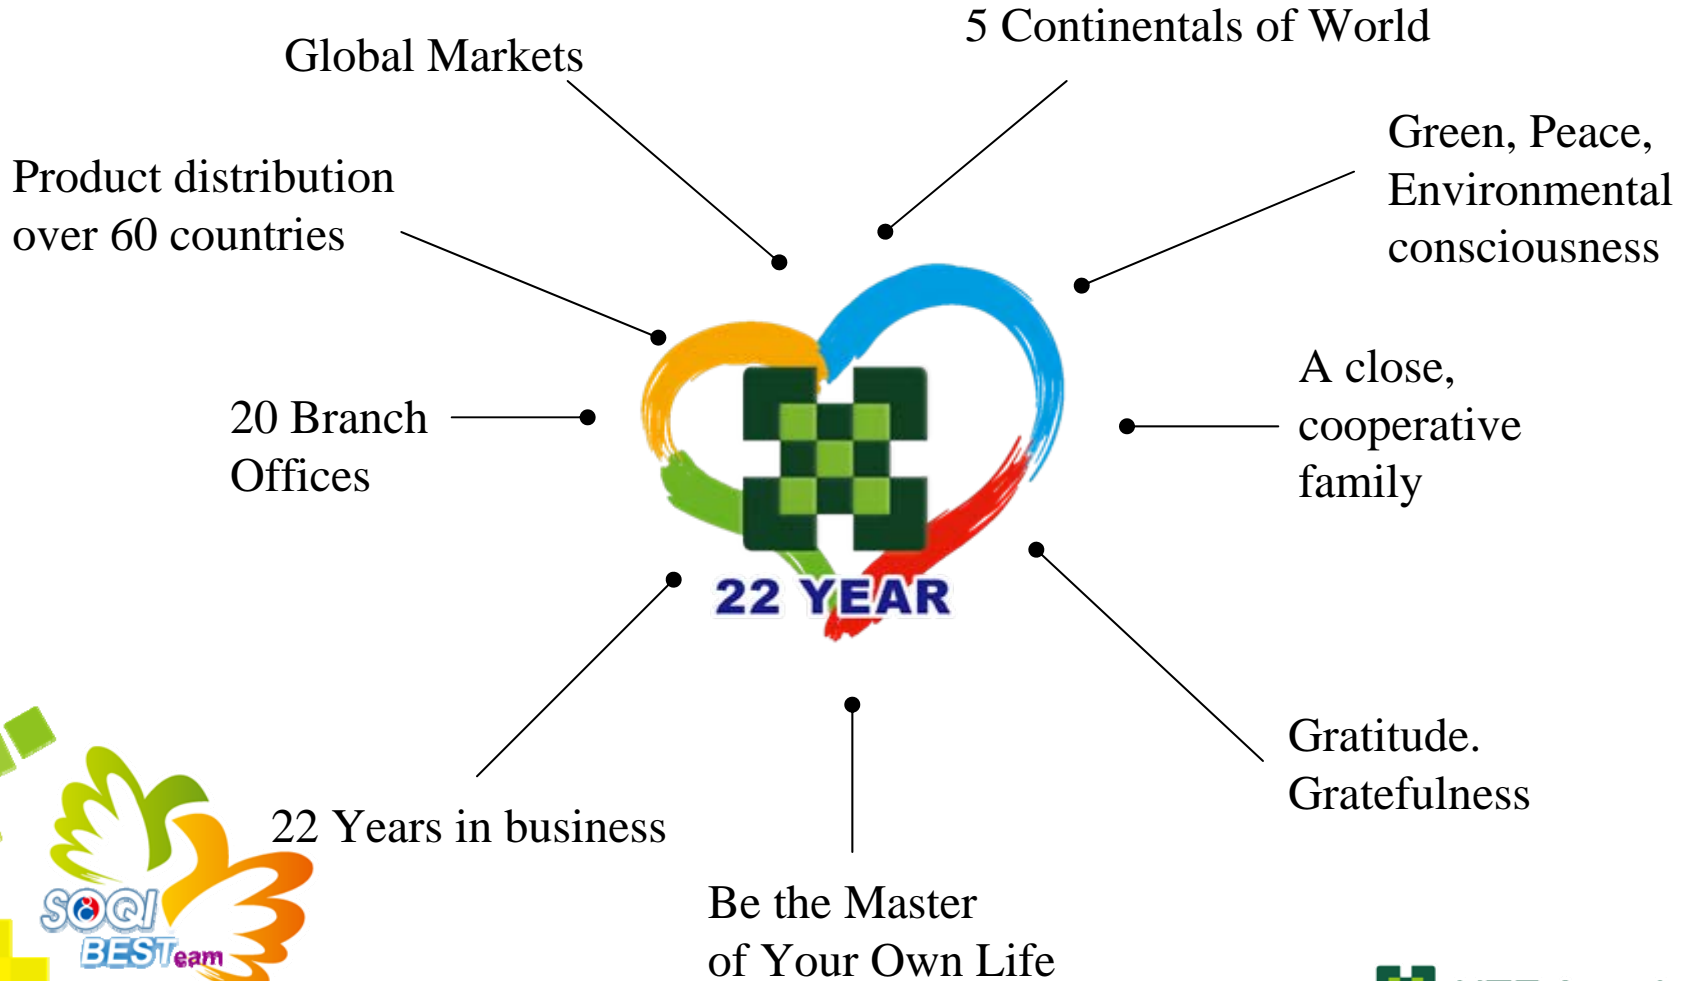 5 Continentals of World
Global Markets
Green, Peace,
Environmental
consciousness
Product distribution
over 60 countries
A close,
cooperative
family
20 Branch
Offices
22 YEAR
Gratitude.
Gratefulness
22 Years in business
Be the Master
of Your Own Life
SOQI
BESTeam